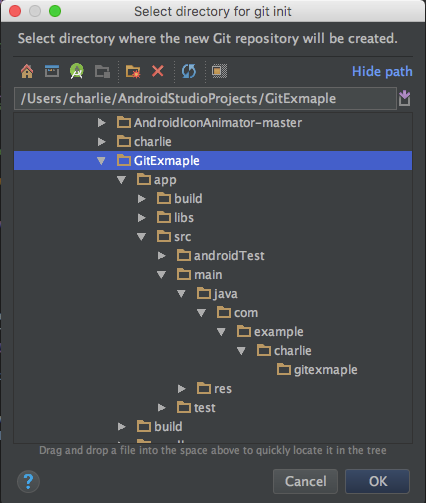 Select directory for git init
Select directory where the new Git repository will be created.
Hide path
/Users/charlie/AndroidStudioProjects/GitExmaple
AndroidIconAnimator-master
charlie
GitExmaple
app
build
libs
src
androidTest
main
java
com
example
charlie
gitexmaple
res
test
build
Drag and drop a file into the space above to quickly locate it in the tree
?
Cancel
OK